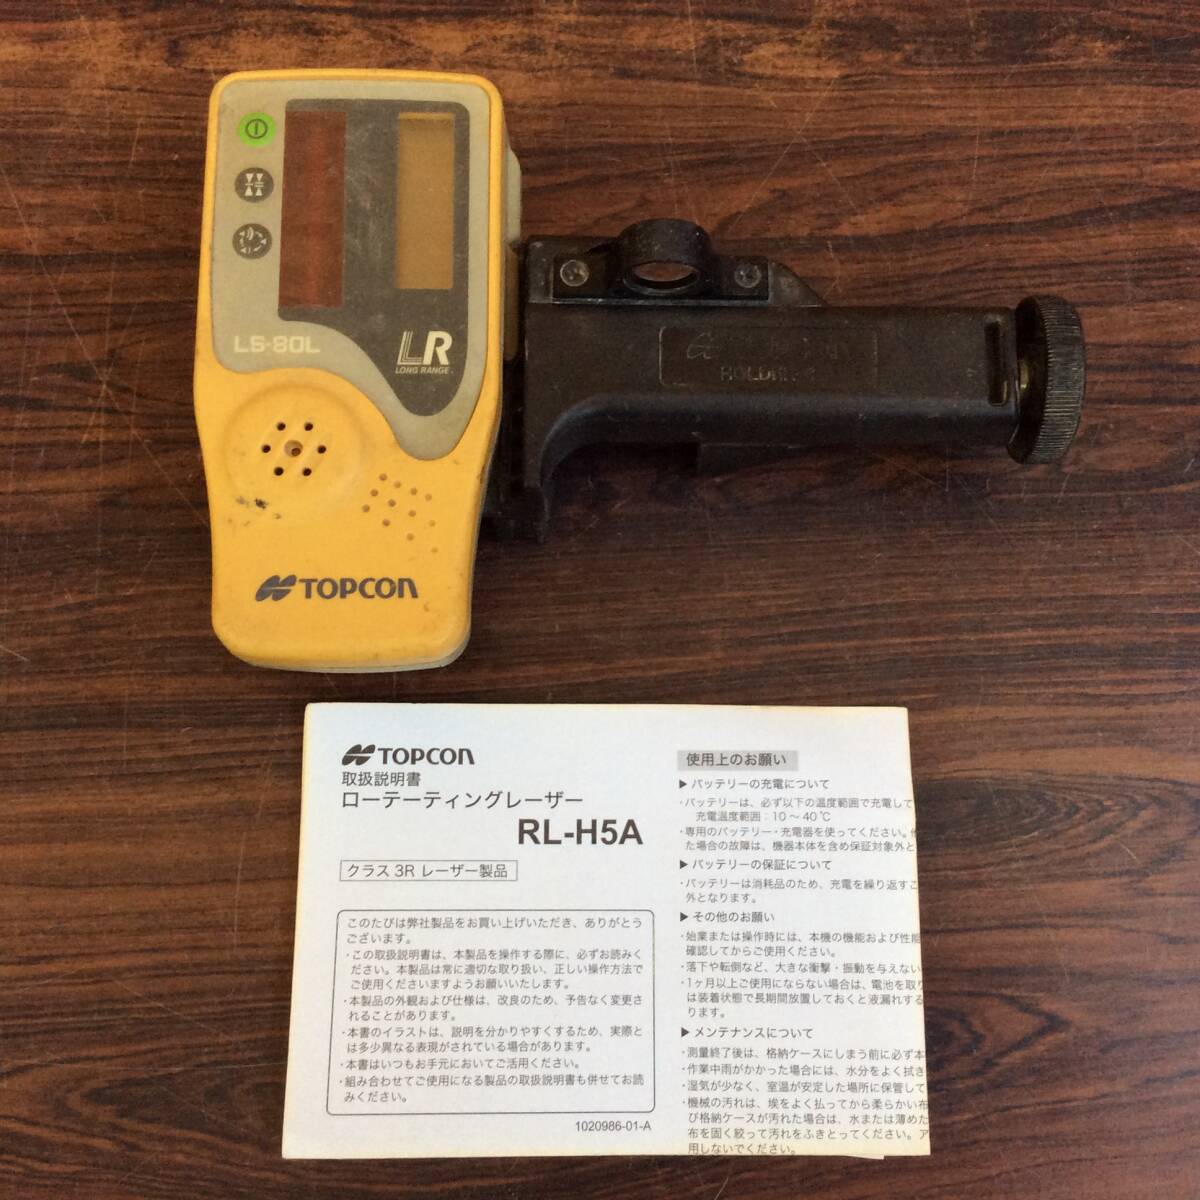 LS-80L
LR
LONG RANGE
TOPCON
TOPCON
取扱説明書
ローテーティングレーザー
RL-H5A
クラス 3R レーザー製品
このたびは弊社製品をお買い上げいただき、ありがとう
ございます。
・この取扱説明書は、本製品を操作する際に、必ずお読みく
ださい。本製品は常に適切な取り扱い、正しい操作方法で
ご使用くださいますようお願いいたします。
・本製品の外観および仕様は、改良のため、予告なく変更さ
れることがあります。
・本書のイラストは、説明を分かりやすくするため、実際と
は多少異なる表現がされている場合があります。
・本書はいつもお手元においてご活用ください。
・組み合わせてご使用になる製品の取扱説明書も併せてお読
みください。
1020986-01-A
使用上のお願い
▶ バッテリーの充電について
・バッテリーは、必ず以下の温度範囲で充電して
充電温度範囲：10 ～ 40 ℃
・専用のバッテリー・充電器を使ってください。
た場合の故障は、機器本体を含め保証対象外と
▶ バッテリーの保証について
・バッテリーは消耗品のため、充電を繰り返すこ
外となります。
▶ その他のお願い
・始業または操作時には、本機の機能および性能
確認してからご使用ください。
・落下や転倒など、大きな衝撃・振動を与えない
・1ヶ月以上ご使用にならない場合は、電池を取り
は装着状態で長期間放置しておくと液漏れする
ります。
▶ メンテナンスについて
・測量終了後は、格納ケースにしまう前に必ず本
・作業中雨がかかった場合には、水分をよく拭き
・湿気が少なく、室温が安定した場所に保管して
・機械の汚れは、埃をよく払ってから柔らかい布
び格納ケースが汚れた場合は、水または薄めた
布を固く絞って汚れをふきとってください。ア
用しないでください。